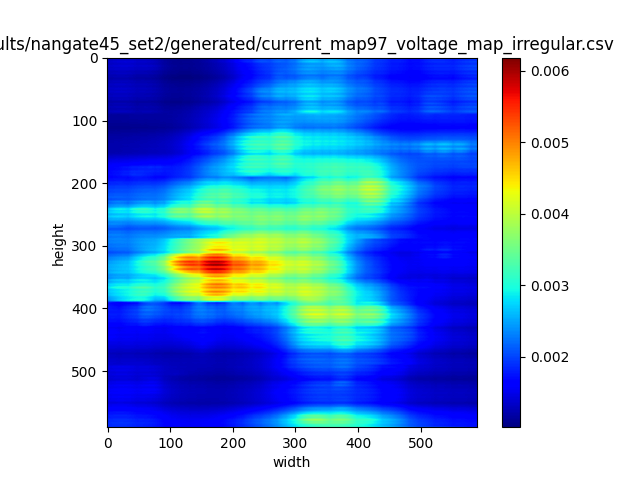 ults/nangate45_set2/generated/current_map97_voltage_map_irregular.csv
0
100
200
300
400
500
height
0 100 200 300 400 500
width
0.006
0.005
0.004
0.003
0.002